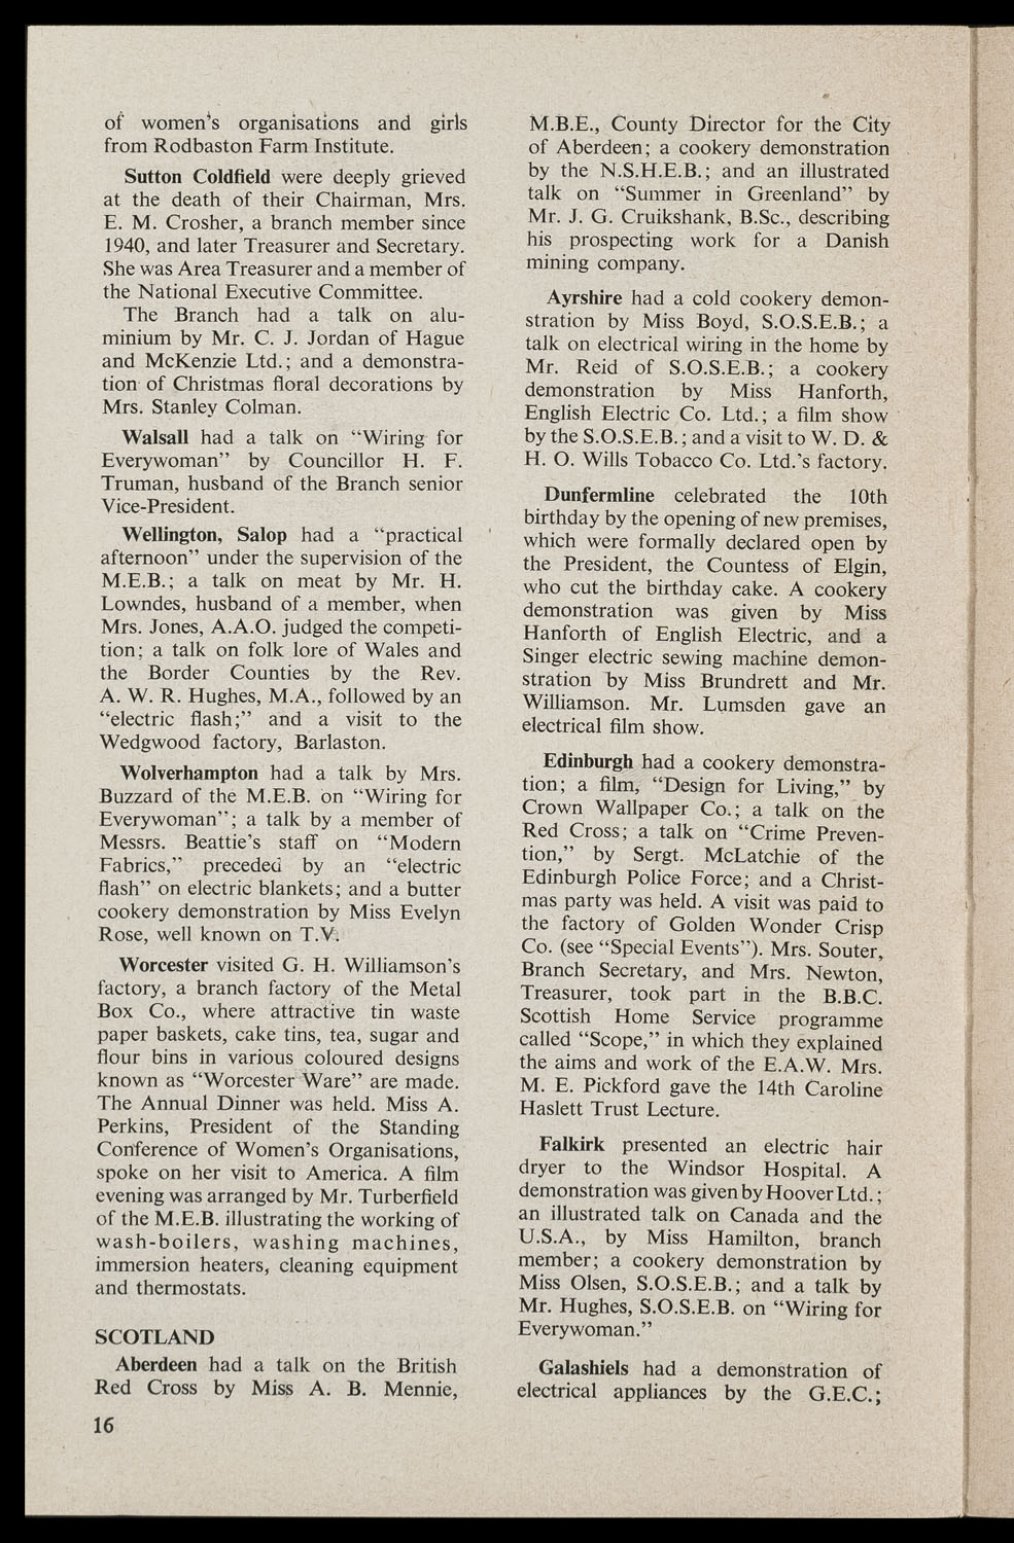 of women's organisations and girls
from Rodbaston Farm Institute.
Sutton Coldfield were deeply grieved
at the death of their Chairman, Mrs.
E. M. Crosher, a branch member since
1940, and later Treasurer and Secretary.
She was Area Treasurer and a member of
the National Executive Committee.
The Branch had a talk on alu-
minium by Mr. C. J. Jordan of Hague
and McKenzie Ltd.; and a demonstra-
tion of Christmas floral decorations by
Mrs. Stanley Colman.
Walsall had a talk on “Wiring for
Everywoman” by Councillor H. F.
Truman, husband of the Branch senior
Vice-President.
Wellington, Salop had a “practical
afternoon” under the supervision of the
M.E.B.; a talk on meat by Mr. H.
Lowndes, husband of a member, when
Mrs. Jones, A.A.O. judged the competi-
tion; a talk on folk lore of Wales and
the Border Counties by the Rev.
A. W. R. Hughes, M.A., followed by an
“electric flash;” and a visit to the
Wedgwood factory, Barlaston.
Wolverhampton had a talk by Mrs.
Buzzard of the M.E.B. on “Wiring for
Everywoman”; a talk by a member of
Messrs. Beattie's staff on “Modern
Fabrics,” preceded by an “electric
flash” on electric blankets; and a butter
cookery demonstration by Miss Evelyn
Rose, well known on T.V.
Worcester visited G. H. Williamson's
factory, a branch factory of the Metal
Box Co., where attractive tin waste
paper baskets, cake tins, tea, sugar and
flour bins in various coloured designs
known as “Worcester Ware” are made.
The Annual Dinner was held. Miss A.
Perkins, President of the Standing
Conference of Women's Organisations,
spoke on her visit to America. A film
evening was arranged by Mr. Turberfield
of the M.E.B. illustrating the working of
wash-boilers, washing machines,
immersion heaters, cleaning equipment
and thermostats.
SCOTLAND
Aberdeen had a talk on the British
Red Cross by Miss A. B. Mennie,
16
M.B.E., County Director for the City
of Aberdeen; a cookery demonstration
by the N.S.H.E.B.; and an illustrated
talk on “Summer in Greenland” by
Mr. J. G. Cruikshank, B.Sc., describing
his prospecting work for a Danish
mining company.
Ayrshire had a cold cookery demon-
stration by Miss Boyd, S.O.S.E.B.; a
talk on electrical wiring in the home by
Mr. Reid of S.O.S.E.B.; a cookery
demonstration by Miss Hanforth,
English Electric Co. Ltd.; a film show
by the S.O.S.E.B.; and a visit to W. D. &
H. O. Wills Tobacco Co. Ltd.'s factory.
Dunfermline celebrated the 10th
birthday by the opening of new premises,
which were formally declared open by
the President, the Countess of Elgin,
who cut the birthday cake. A cookery
demonstration was given by Miss
Hanforth of English Electric, and a
Singer electric sewing machine demon-
stration by Miss Brundrett and Mr.
Williamson. Mr. Lumsden gave an
electrical film show.
Edinburgh had a cookery demonstra-
tion; a film, “Design for Living,” by
Crown Wallpaper Co.; a talk on the
Red Cross; a talk on “Crime Preven-
tion,” by Sergt. McLatchie of the
Edinburgh Police Force; and a Christ-
mas party was held. A visit was paid to
the factory of Golden Wonder Crisp
Co. (see “Special Events”). Mrs. Souter,
Branch Secretary, and Mrs. Newton,
Treasurer, took part in the B.B.C.
Scottish Home Service programme
called “Scope,” in which they explained
the aims and work of the E.A.W. Mrs.
M. E. Pickford gave the 14th Caroline
Haslett Trust Lecture.
Falkirk presented an electric hair
dryer to the Windsor Hospital. A
demonstration was given by Hoover Ltd.;
an illustrated talk on Canada and the
U.S.A., by Miss Hamilton, branch
member; a cookery demonstration by
Miss Olsen, S.O.S.E.B.; and a talk by
Mr. Hughes, S.O.S.E.B. on “Wiring for
Everywoman.”
Galashiels had a demonstration of
electrical appliances by the G.E.C.;